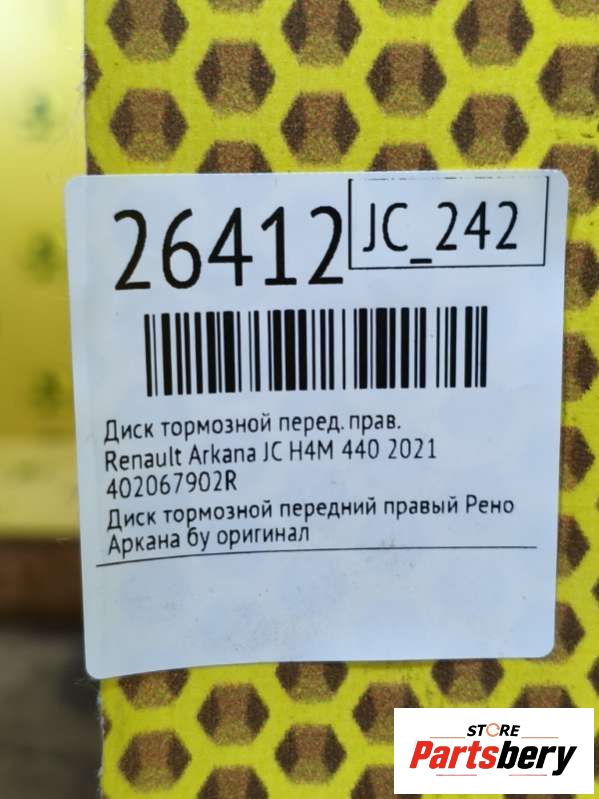 26412
JC_242
Диск тормозной перед. прав.
Renault Arkana JC H4M 440 2021
402067902R
Диск тормозной передний правый Рено
Аркана бу оригинал
STORE
Partsbery